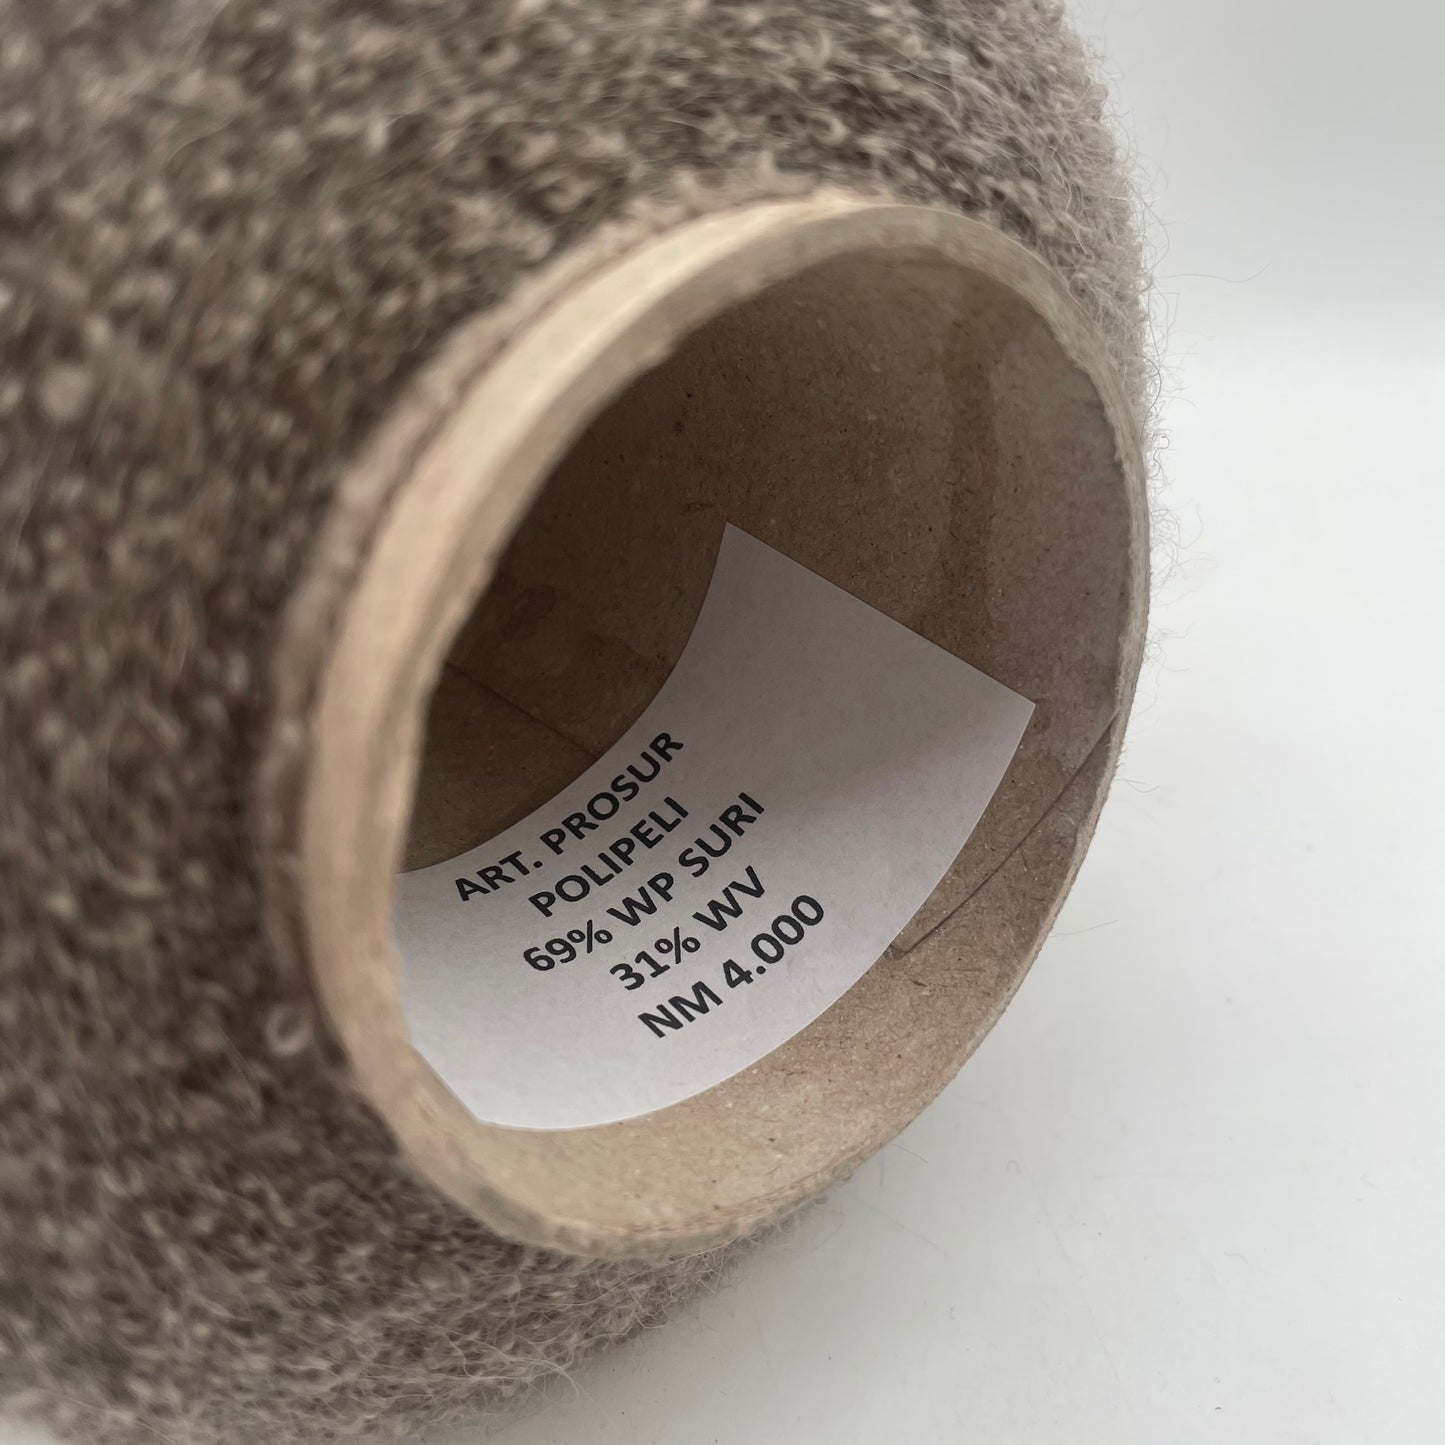 ART. PROSUR
POLIPELI
69% WP SURI
31% WV
NM 4.000